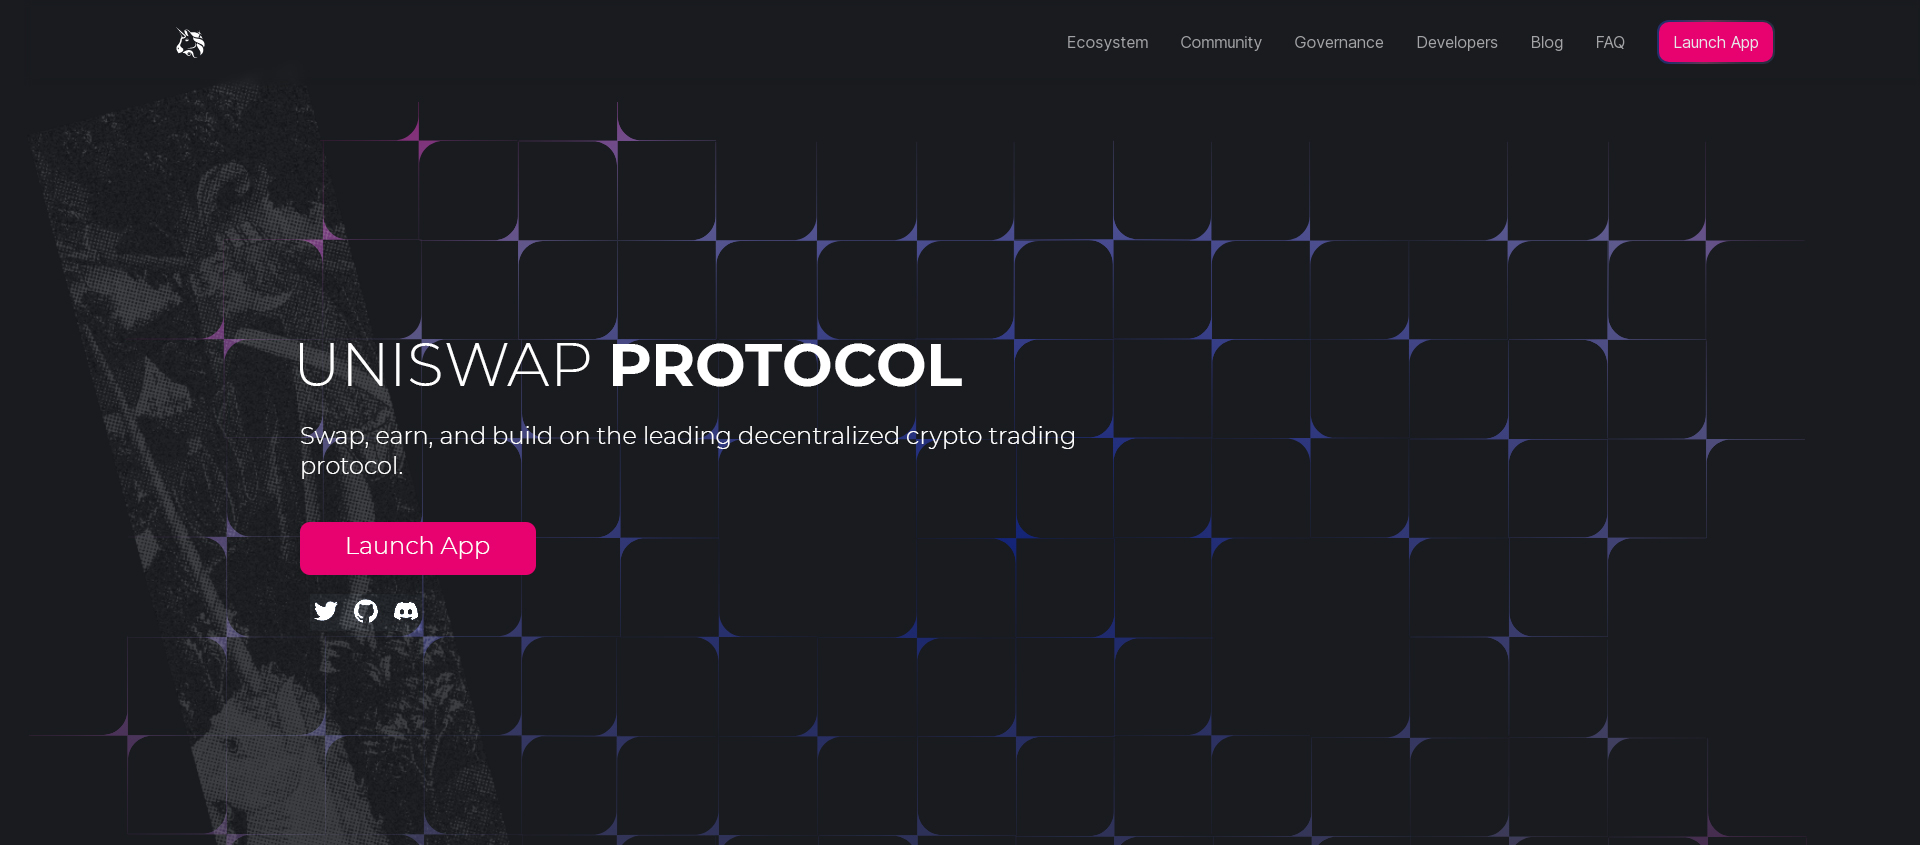 Ecosystem Community Governance Developers Blog FAQ Launch App
UNISWAP PROTOCOL
Swap, earn, and build on the leading decentralized crypto trading
protocol.
Launch App